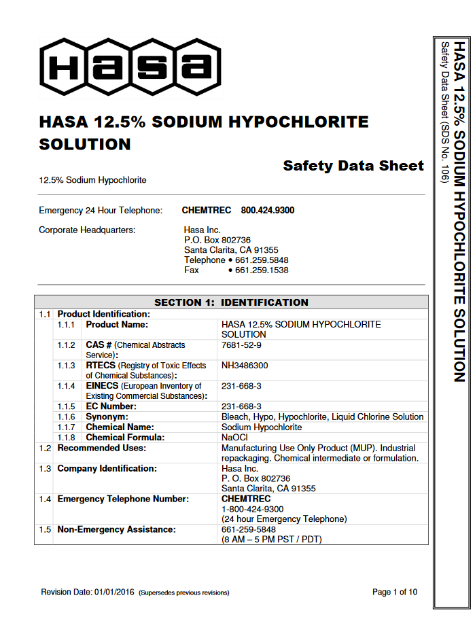 Hasa
HASA 12.5% SODIUM HYPOCHLORITE
SOLUTION
Safety Data Sheet
12.5% Sodium Hypochlorite
Emergency 24 Hour Telephone: CHEMTREC 800.424.9300
Corporate Headquarters: Hasa Inc.
P.O. Box 802736
Santa Clarita, CA 91355
Telephone • 661.259.5848
Fax • 661.259.1538
SECTION 1: IDENTIFICATION
1.1 Product Identification:
1.1.1 Product Name: HASA 12.5% SODIUM HYPOCHLORITE
SOLUTION
1.1.2 CAS # (Chemical Abstracts 7681-52-9
Service):
1.1.3 RTECS (Registry of Toxic Effects NH3486300
of Chemical Substances):
1.1.4 EINECS (European Inventory of 231-668-3
Existing Commercial Substances):
1.1.5 EC Number: 231-668-3
1.1.6 Synonym: Bleach, Hypo, Hypochlorite, Liquid Chlorine Solution
1.1.7 Chemical Name: Sodium Hypochlorite
1.1.8 Chemical Formula: NaOCl
1.2 Recommended Uses: Manufacturing Use Only Product (MUP). Industrial
repackaging. Chemical intermediate or formulation.
1.3 Company Identification: Hasa Inc.
P. O. Box 802736
Santa Clarita, CA 91355
1.4 Emergency Telephone Number: CHEMTREC
1-800-424-9300
(24 hour Emergency Telephone)
1.5 Non-Emergency Assistance: 661-259-5848
(8 AM – 5 PM PST / PDT)
Revision Date: 01/01/2016 (Supersedes previous revisions) Page 1 of 10
HASA 12.5% SODIUM HYPOCHLORITE SOLUTION
Safety Data Sheet (SDS No. 106)